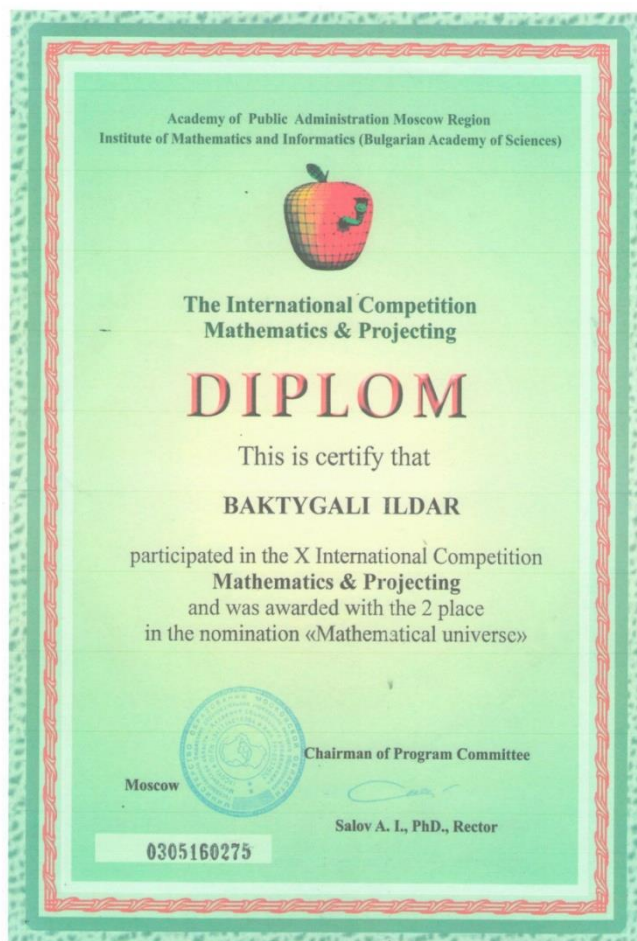 Academy of Public Administration Moscow Region
Institute of Mathematics and Informatics (Bulgarian Academy of Sciences)
The International Competition
Mathematics & Projecting
DIPLOM
This is certify that
BAKTYGALI ILDAR
participated in the X International Competition
Mathematics & Projecting
and was awarded with the 2 place
in the nomination «Mathematical universe»
Chairman of Program Committee
Moscow
Salov A. I., PhD., Rector
0305160275